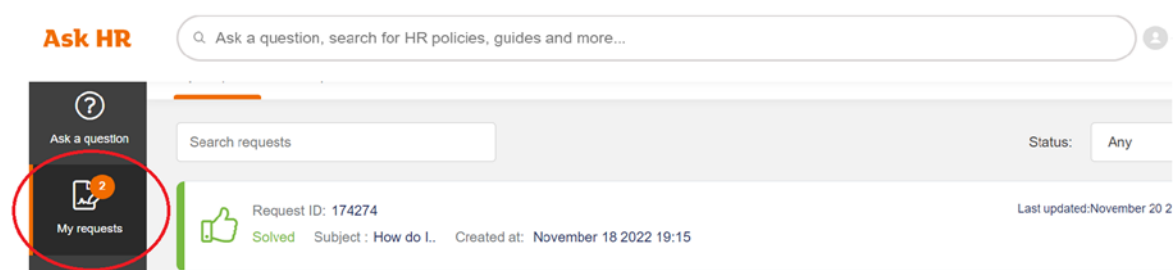 Ask HR
Ask a question, search for HR policies, guides and more...
Ask a question
2
My requests
Search requests
Status:
Any
Request ID: 174274
Last updated:November 20 2
Solved Subject : How do I.. Created at: November 18 2022 19:15